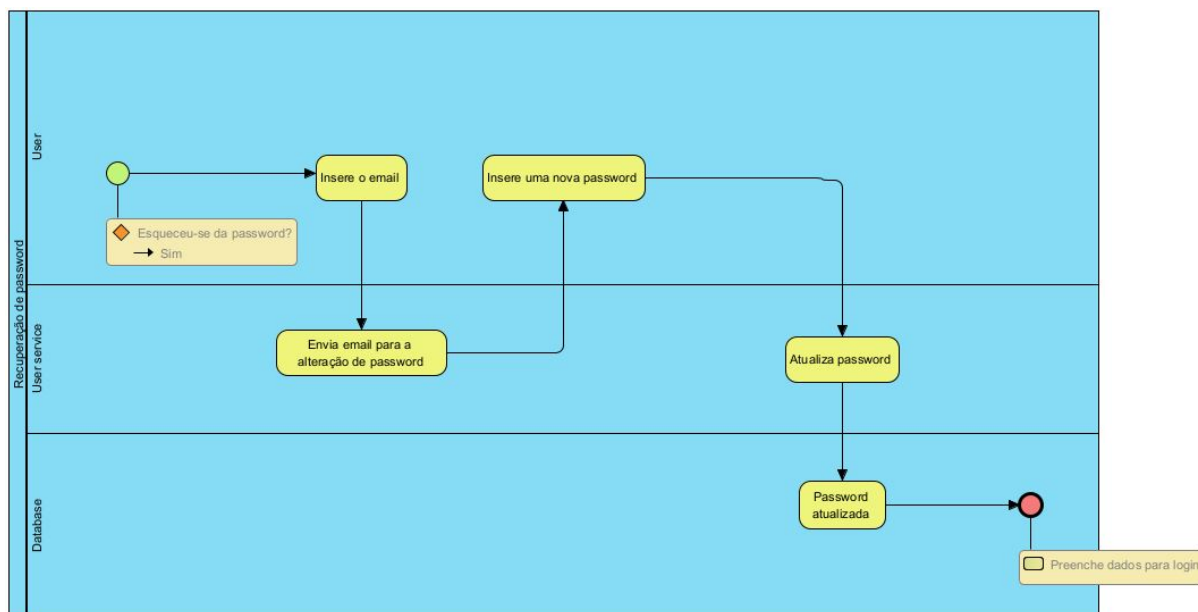 Recuperação de password
User
Insere o email
Insere uma nova password
Esqueceu-se da password?
Sim
User service
Envia email para a
alteração de password
Atualiza password
Database
Password
atualizada
Preenche dados para login